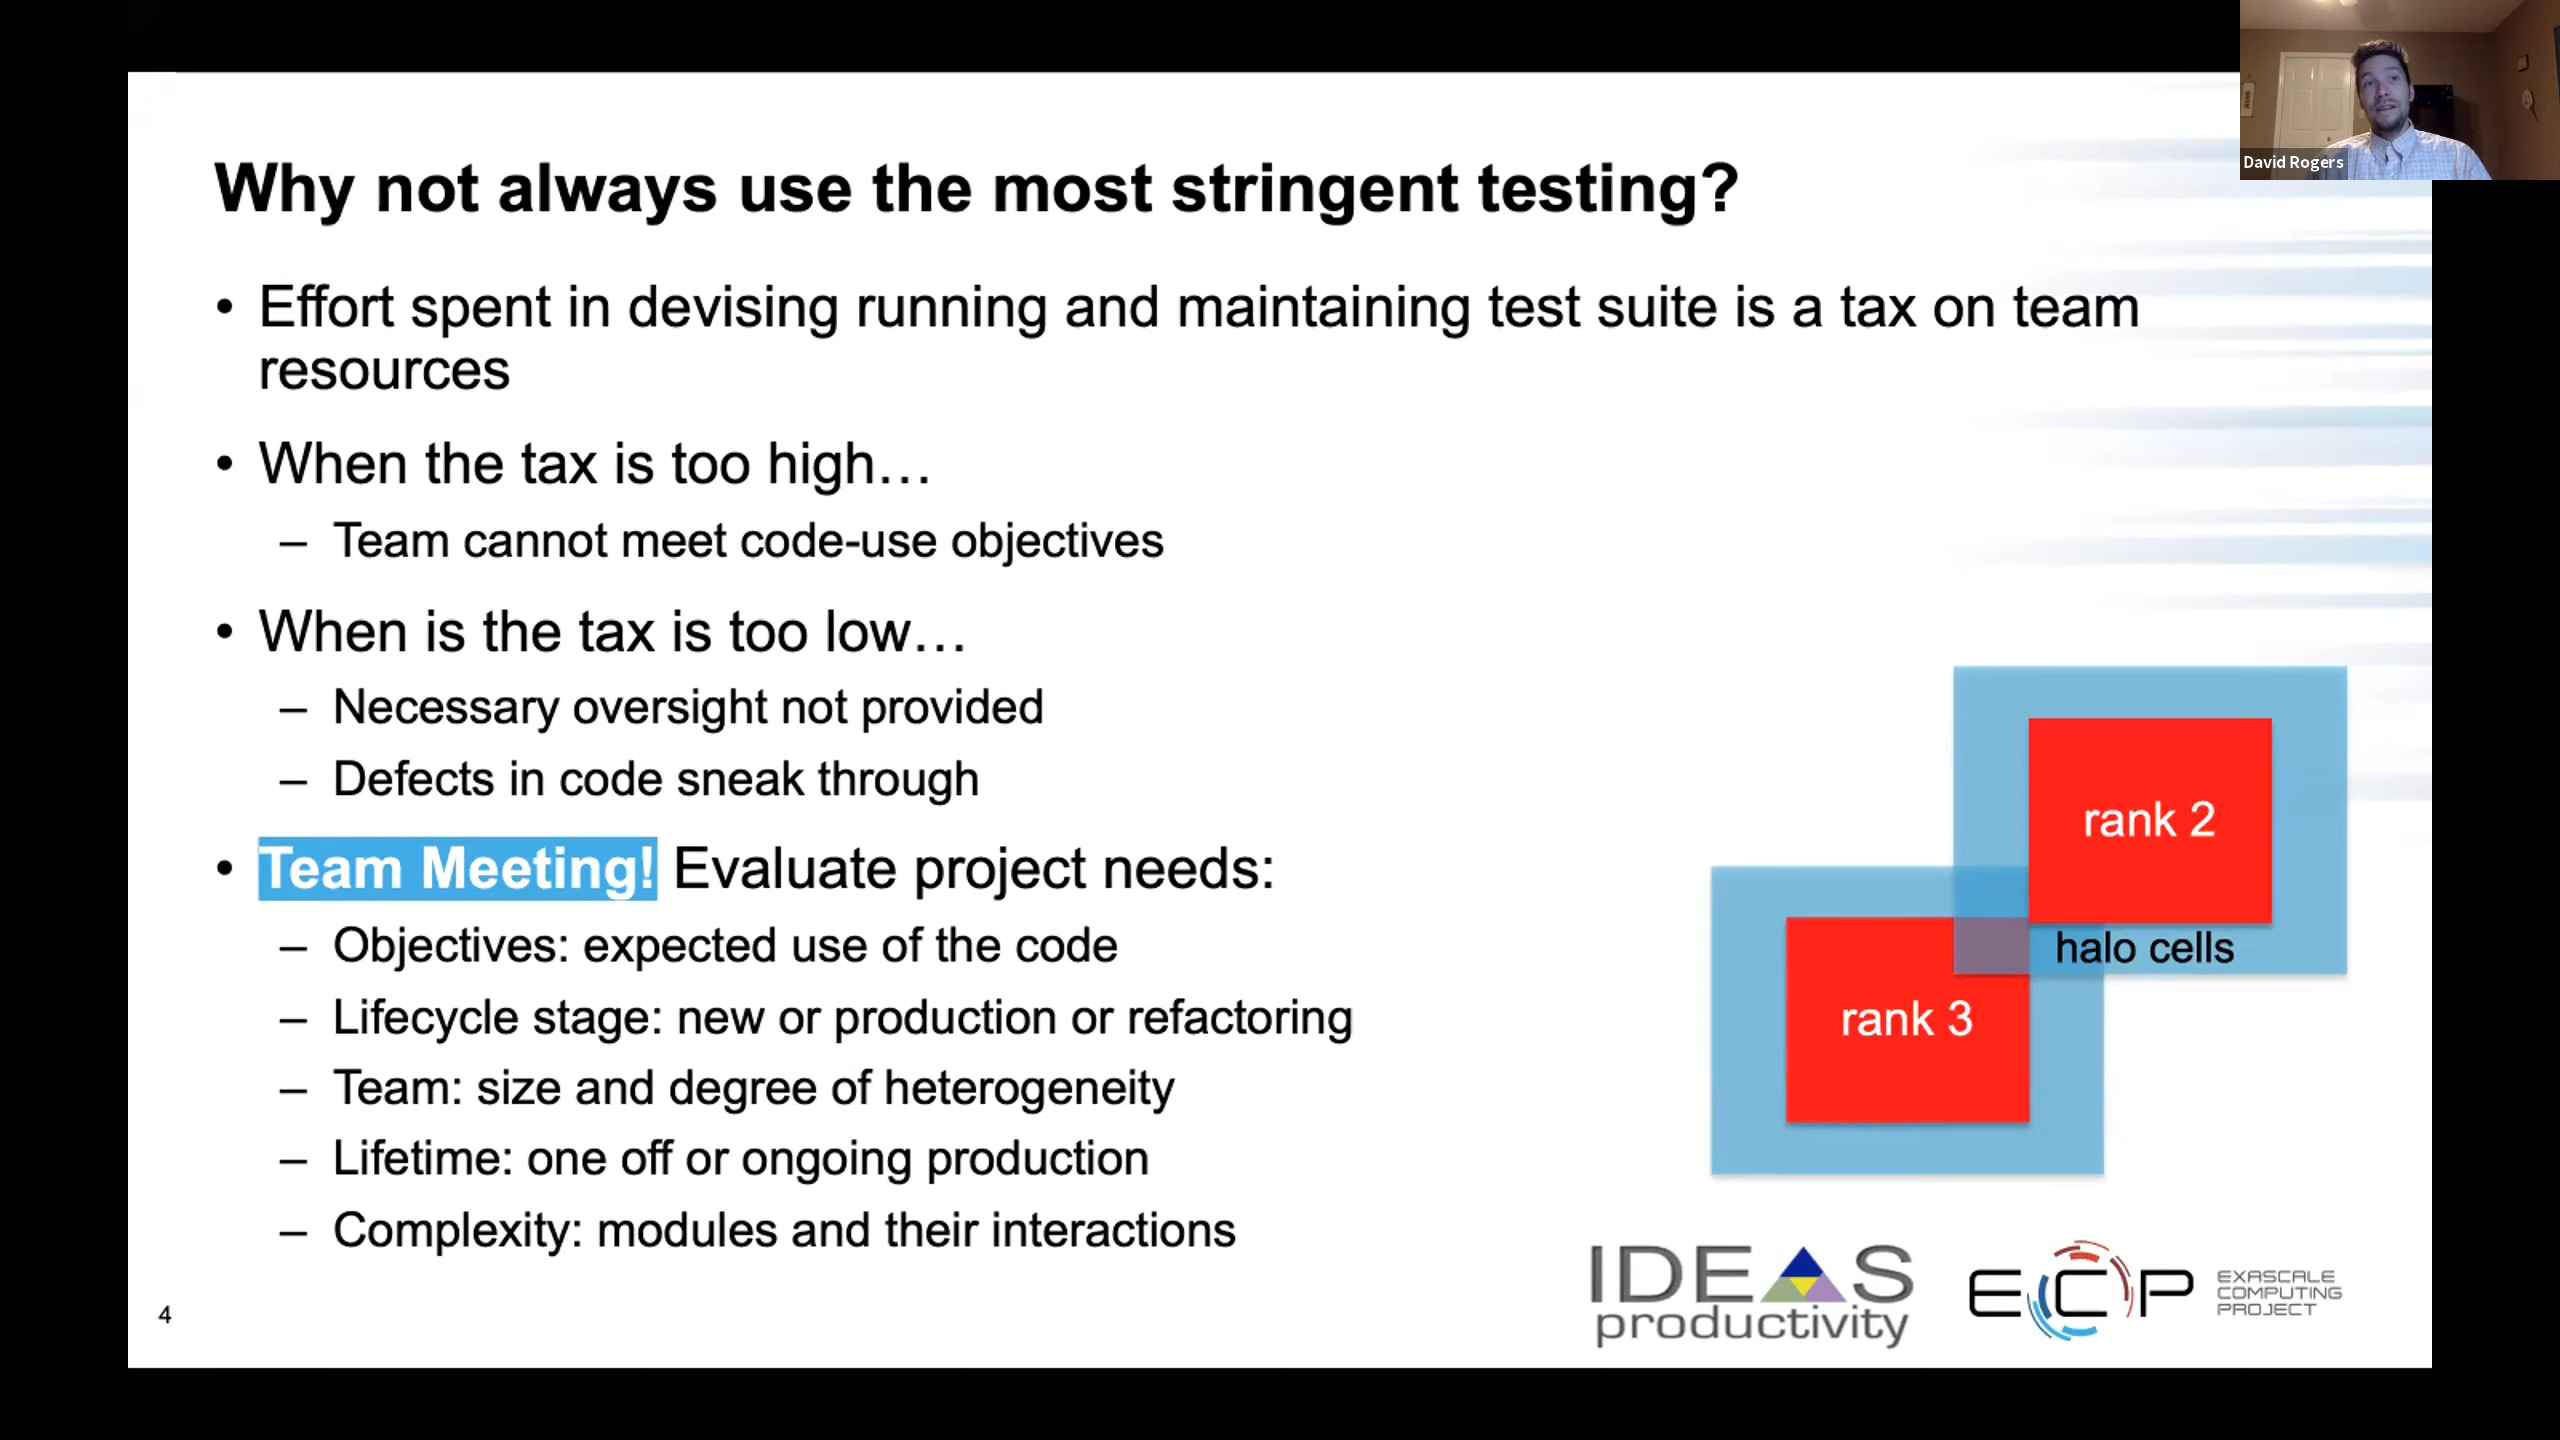 David Rogers
Why not always use the most stringent testing?
• Effort spent in devising running and maintaining test suite is a tax on team
resources
• When the tax is too high…
– Team cannot meet code-use objectives
• When is the tax is too low…
– Necessary oversight not provided
– Defects in code sneak through
• Team Meeting! Evaluate project needs:
– Objectives: expected use of the code
– Lifecycle stage: new or production or refactoring
– Team: size and degree of heterogeneity
– Lifetime: one off or ongoing production
– Complexity: modules and their interactions
rank 2
halo cells
rank 3
4
IDEAS
productivity
ECP
EXASCALE
COMPUTING
PROJECT